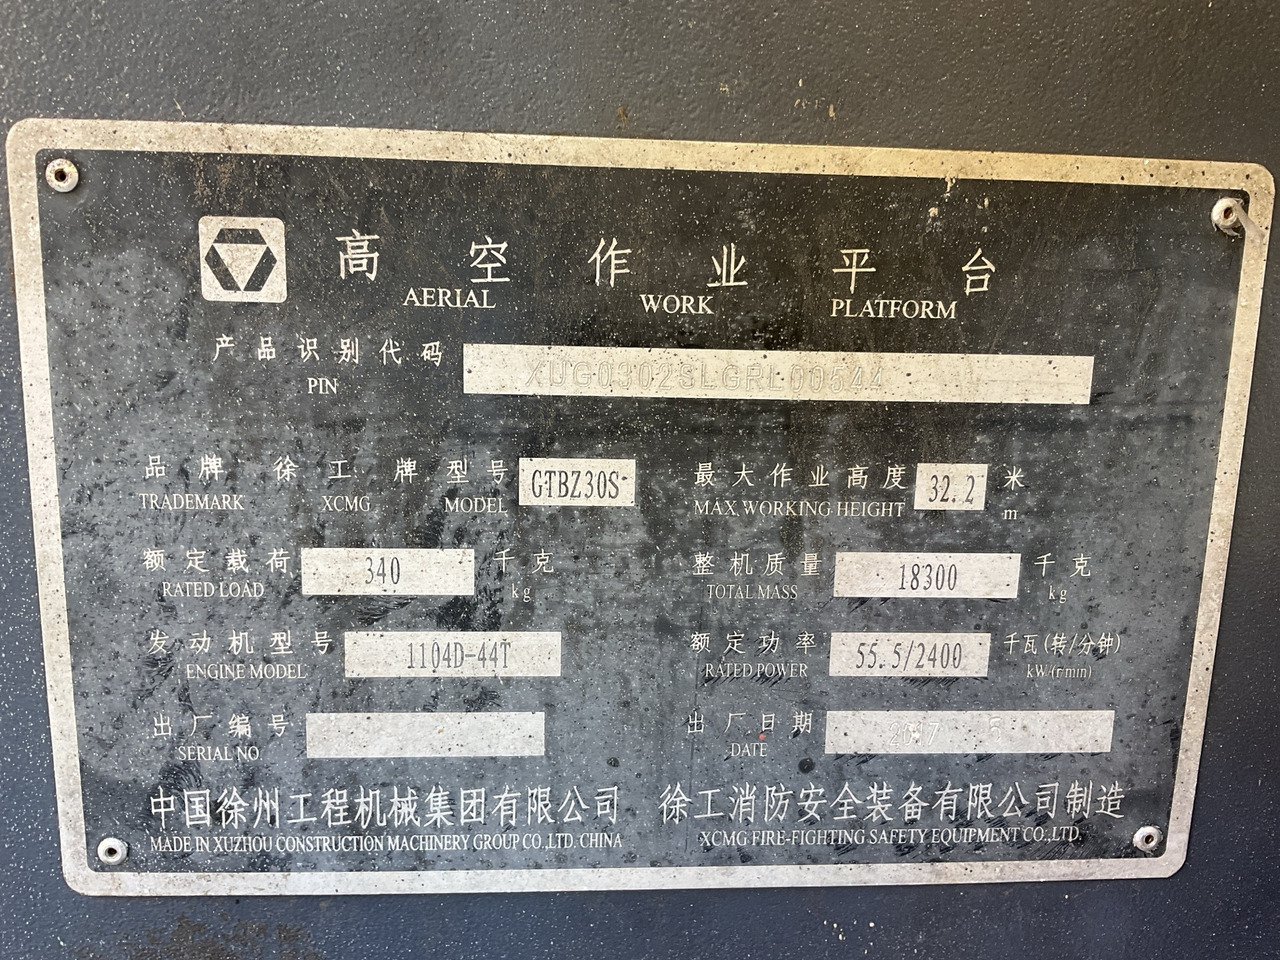 高空作业平台
AERIAL WORK PLATFORM
产品识别代码 XUG0302SLGRL00544
PIN
品牌 徐工牌 型号 GTBZ30S 最大作业高度 32.2 米
TRADEMARK XCMG MODEL MAX.WORKING HEIGHT m
额定载荷 340 千克 整机质量 18300 千克
RATED LOAD kg TOTAL MASS kg
发动机型号 1104D-44T 额定功率 55.5/2400 千瓦(转/分钟)
ENGINE MODEL RATED POWER kW/(r/min)
出厂编号 出厂日期 2017 5
SERIAL NO. DATE
中国徐州工程机械集团有限公司 徐工消防安全装备有限公司制造
MADE IN XUZHOU CONSTRUCTION MACHINERY GROUP CO.,LTD. CHINA XCMG FIRE-FIGHTING SAFETY EQUIPMENT CO.,LTD.